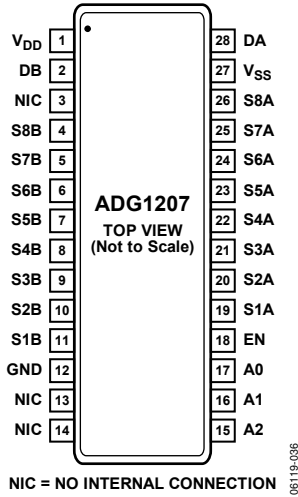 VDD 1 28 DA
DB 2 27 VSS
NIC 3 26 S8A
S8B 4 25 S7A
S7B 5 24 S6A
S6B 6 23 S5A
S5B 7 ADG1207 22 S4A
TOP VIEW
S4B 8 (Not to Scale) 21 S3A
S3B 9 20 S2A
S2B 10 19 S1A
S1B 11 18 EN
GND 12 17 A0
NIC 13 16 A1
NIC 14 15 A2
NIC = NO INTERNAL CONNECTION
06119-036